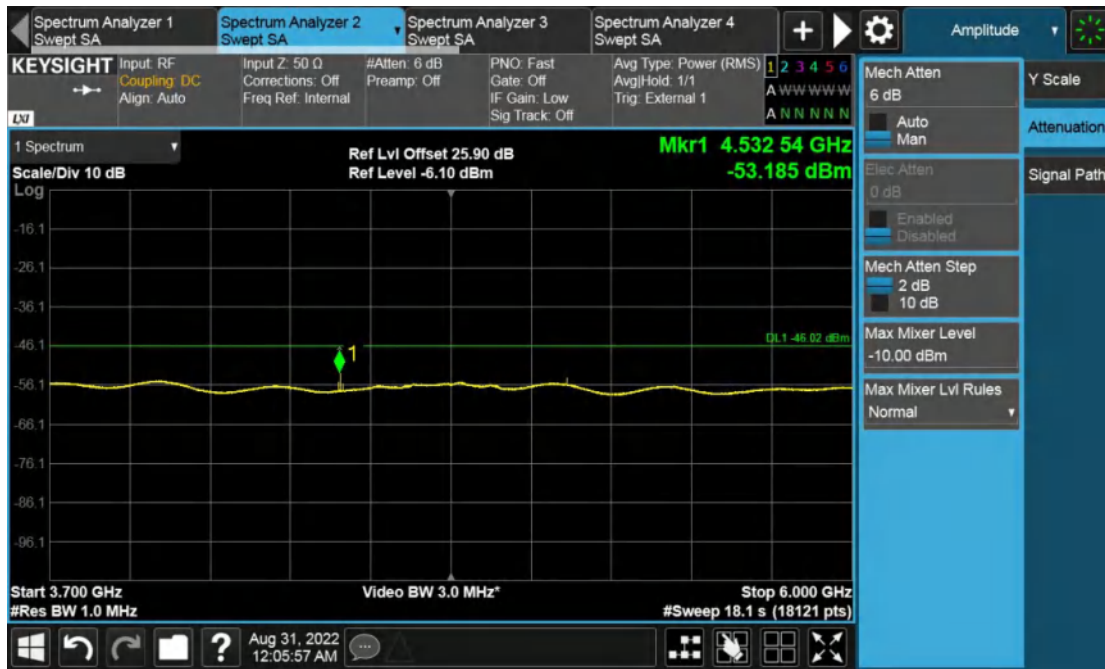 Spectrum Analyzer 1
Swept SA
Spectrum Analyzer 2
Swept SA
Spectrum Analyzer 3
Swept SA
Spectrum Analyzer 4
Swept SA
+
Amplitude
KEYSIGHT
LXI
Input: RF
Coupling: DC
Align: Auto
Input Z: 50 Ω
Corrections: Off
Freq Ref: Internal
#Atten: 6 dB
Preamp: Off
PNO: Fast
Gate: Off
IF Gain: Low
Sig Track: Off
Avg Type: Power (RMS)
Avg|Hold: 1/1
Trig: External 1
1 2 3 4 5 6
A W W W W W
A N N N N N
1 Spectrum
Scale/Div 10 dB
Ref Lvl Offset 25.90 dB
Ref Level -6.10 dBm
Mkr1 4.532 54 GHz
-53.185 dBm
Log
-16.1
-26.1
-36.1
-46.1
-56.1
-66.1
-76.1
-86.1
-96.1
DL1 -46.02 dBm
1
Start 3.700 GHz
#Res BW 1.0 MHz
Video BW 3.0 MHz*
Stop 6.000 GHz
#Sweep 18.1 s (18121 pts)
Mech Atten
6 dB
Auto
Man
Elec Atten
0 dB
Enabled
Disabled
Mech Atten Step
2 dB
10 dB
Max Mixer Level
-10.00 dBm
Max Mixer Lvl Rules
Normal
Y Scale
Attenuation
Signal Path
?
Aug 31, 2022
12:05:57 AM